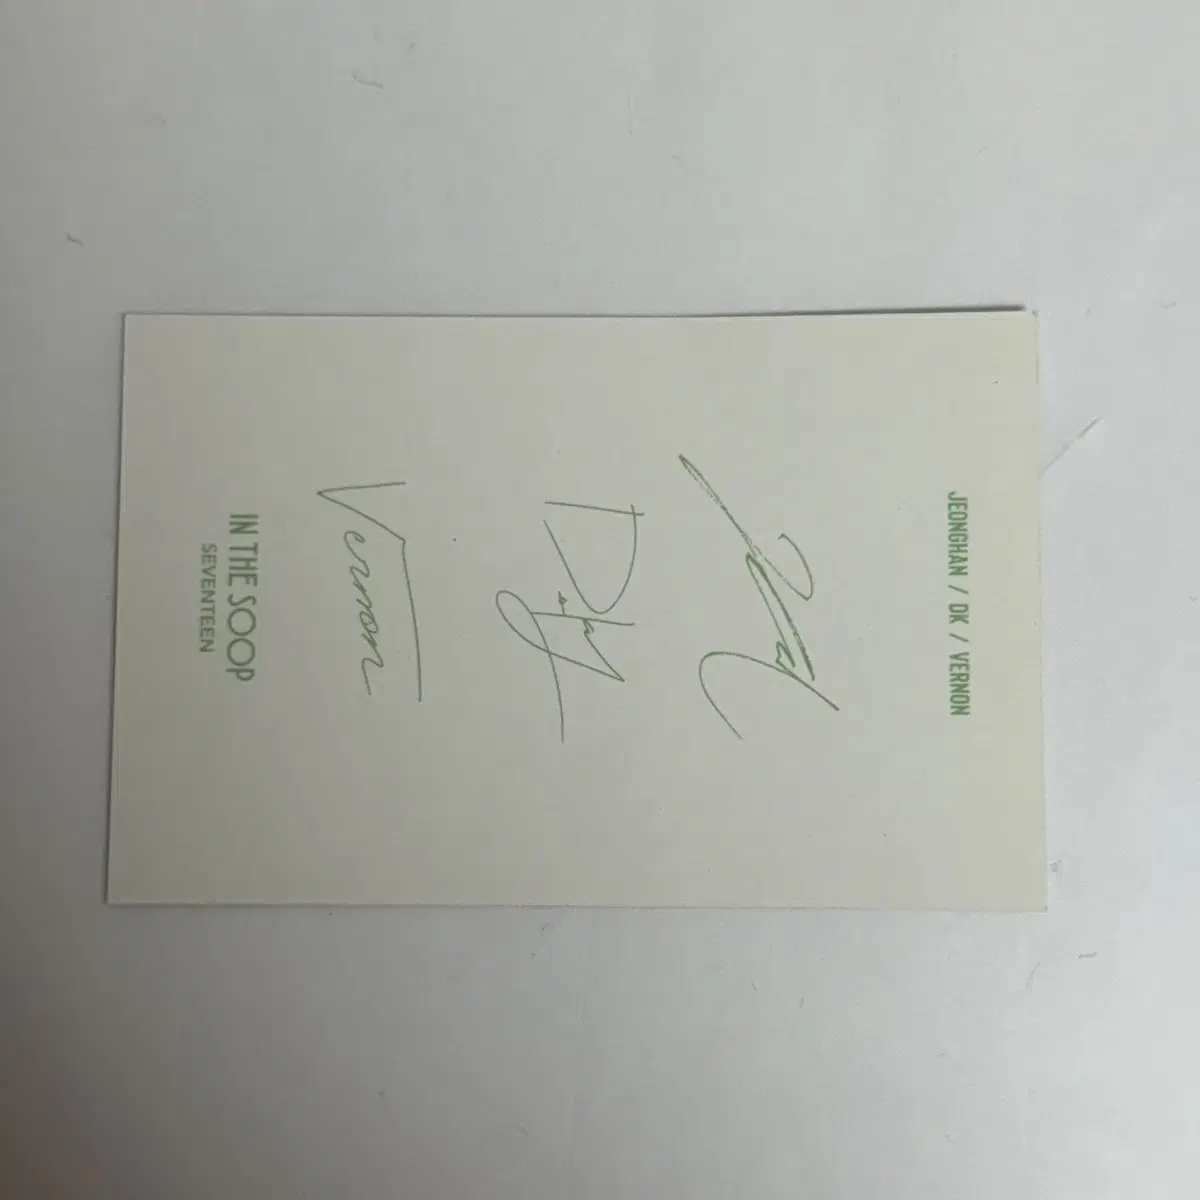 JEONGHAN / DK / VERNON
Vernon
IN THE SOOP
SEVENTEEN